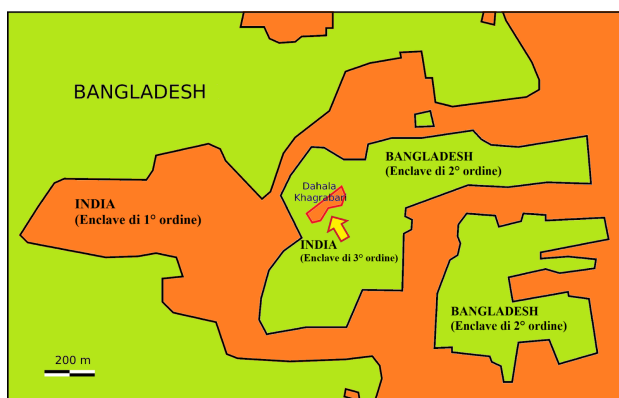 BANGLADESH
BANGLADESH
(Enclave di 2° ordine)
Dahala
Khagrabari
INDIA
(Enclave di 1° ordine)
INDIA
(Enclave di 3° ordine)
BANGLADESH
(Enclave di 2° ordine)
200 m